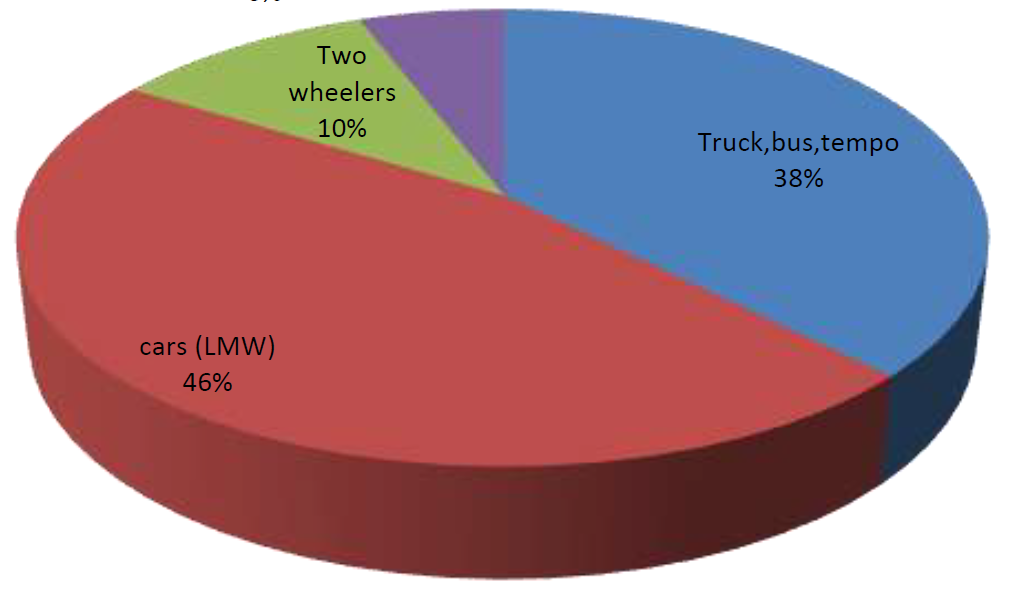 Two
wheelers
10%
Truck,bus,tempo
38%
cars (LMW)
46%